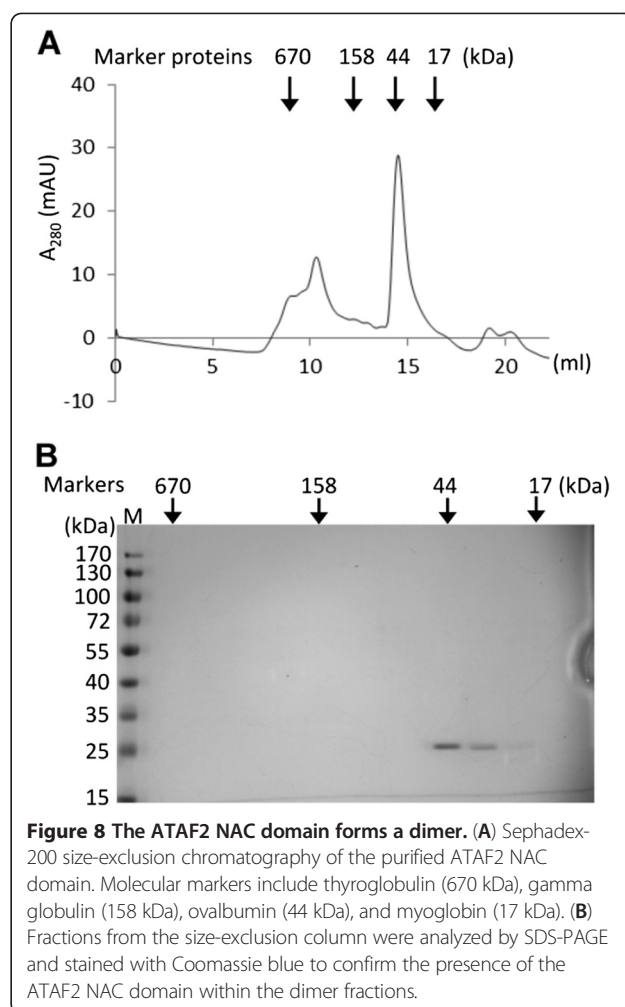 A
Marker proteins 670 158 44 17 (kDa)
40
30
20
10
0
-10
A280 (mAU)
0 5 10 15 20 (ml)
B
Markers 670 158 44 17 (kDa)
(kDa) M
170
130
100
72
55
40
35
25
15
Figure 8 The ATAF2 NAC domain forms a dimer. (A) Sephadex-
200 size-exclusion chromatography of the purified ATAF2 NAC
domain. Molecular markers include thyroglobulin (670 kDa), gamma
globulin (158 kDa), ovalbumin (44 kDa), and myoglobin (17 kDa). (B)
Fractions from the size-exclusion column were analyzed by SDS-PAGE
and stained with Coomassie blue to confirm the presence of the
ATAF2 NAC domain within the dimer fractions.